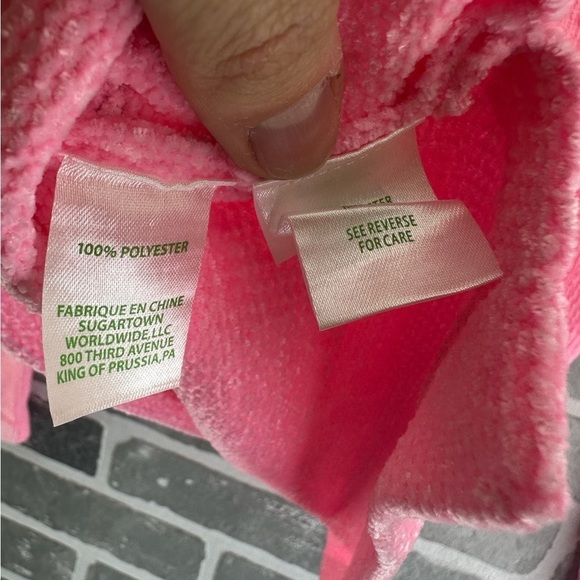 100% POLYESTER
FABRIQUE EN CHINE
SUGARTOWN
WORLDWIDE,LLC
800 THIRD AVENUE
KING OF PRUSSIA,PA
SEE REVERSE
FOR CARE